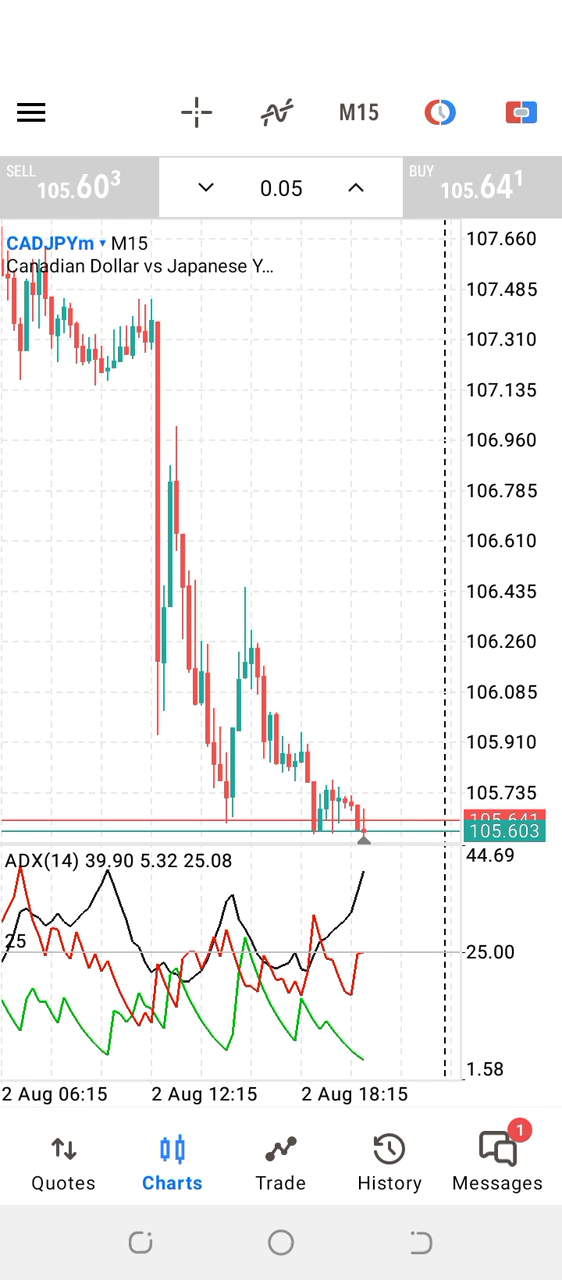 M15
SELL
105.603
0.05
BUY
105.641
CADJPYm ▾ M15
Canadian Dollar vs Japanese Y...
107.660
107.485
107.310
107.135
106.960
106.785
106.610
106.435
106.260
106.085
105.910
105.735
105.641
105.603
ADX(14) 39.90 5.32 25.08
44.69
25
25.00
1.58
2 Aug 06:15
2 Aug 12:15
2 Aug 18:15
1
Quotes
Charts
Trade
History
Messages